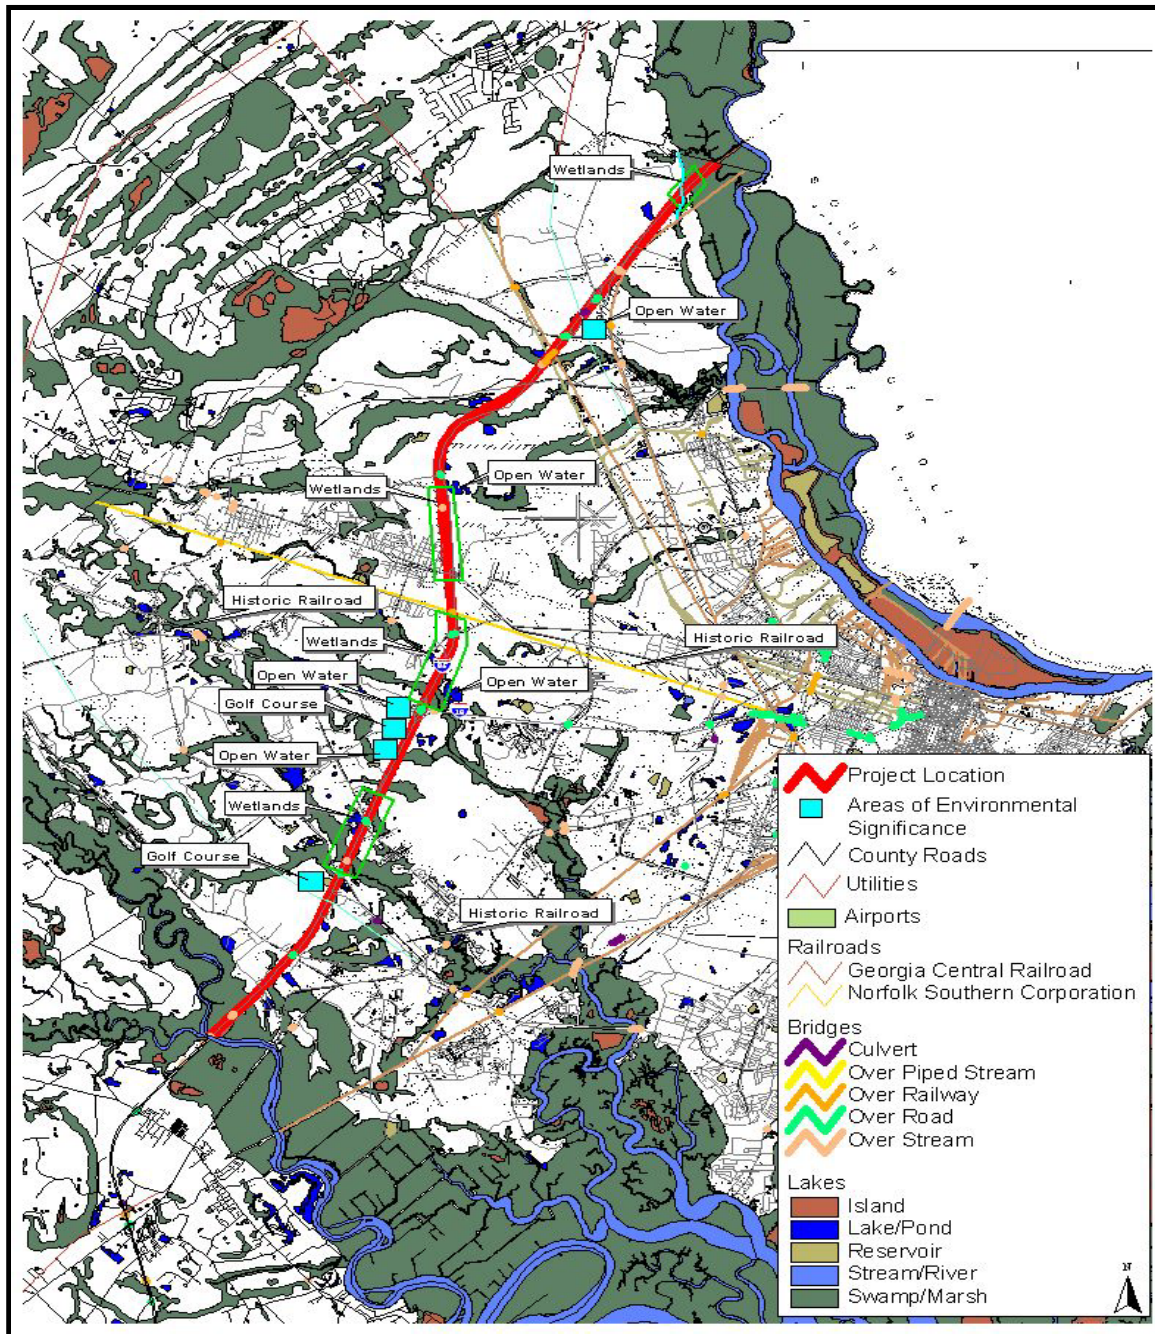 Wetlands
SOUTH
Open Water
CAROLINA
Open Water
Wetlands
Historic Railroad
Historic Railroad
Wetlands
Open Water
Open Water
Golf Course
16
Open Water
Wetlands
Golf Course
Historic Railroad
Project Location
Areas of Environmental
Significance
County Roads
Utilities
Airports
Railroads
Georgia Central Railroad
Norfolk Southern Corporation
Bridges
Culvert
Over Piped Stream
Over Railway
Over Road
Over Stream
Lakes
Island
Lake/Pond
Reservoir
Stream/River
Swamp/Marsh
N